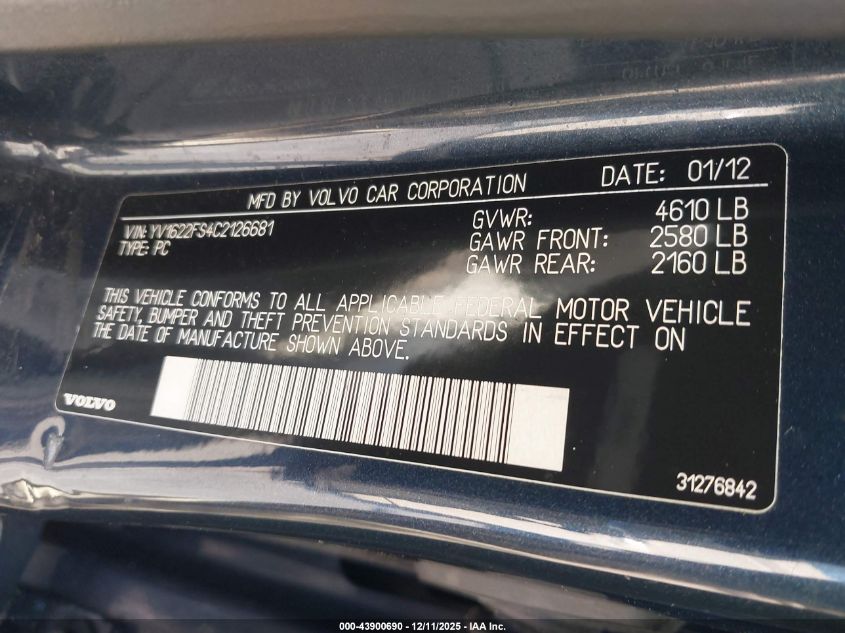 MFD BY VOLVO CAR CORPORATION DATE: 01/12
VIN: YV1622FS4C2126681
TYPE: PC
GVWR: 4610 LB
GAWR FRONT: 2580 LB
GAWR REAR: 2160 LB
THIS VEHICLE CONFORMS TO ALL APPLICABLE FEDERAL MOTOR VEHICLE
SAFETY, BUMPER AND THEFT PREVENTION STANDARDS IN EFFECT ON
THE DATE OF MANUFACTURE SHOWN ABOVE.
VOLVO
31276842
000-43900690 - 12/11/2025 - IAA Inc.